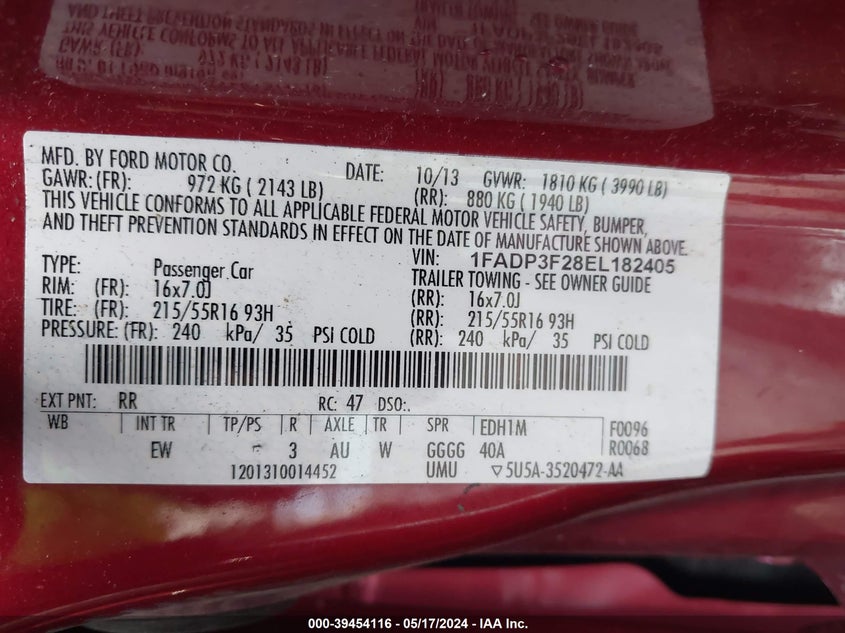 MFD. BY FORD MOTOR CO. DATE: 10/13 GVWR: 1810 KG ( 3990 LB)
GAWR:(FR): 972 KG ( 2143 LB) (RR): 880 KG ( 1940 LB)
THIS VEHICLE CONFORMS TO ALL APPLICABLE FEDERAL MOTOR VEHICLE SAFETY, BUMPER,
AND THEFT PREVENTION STANDARDS IN EFFECT ON THE DATE OF MANUFACTURE SHOWN ABOVE.
VIN: 1FADP3F28EL182405
TYPE: Passenger Car TRAILER TOWING - SEE OWNER GUIDE
RIM: (FR): 16x7.0J (RR): 16x7.0J
TIRE: (FR): 215/55R16 93H (RR): 215/55R16 93H
PRESSURE:(FR): 240 kPa/ 35 PSI COLD (RR): 240 kPa/ 35 PSI COLD
EXT PNT: RR RC: 47 DSO:
WB INT TR TP/PS R AXLE TR SPR EDH1M F0096
EW - 3 AU W GGGG 40A R0068
1201310014452 UMU ▽5U5A-3520472-AA
000-39454116 - 05/17/2024 - IAA Inc.